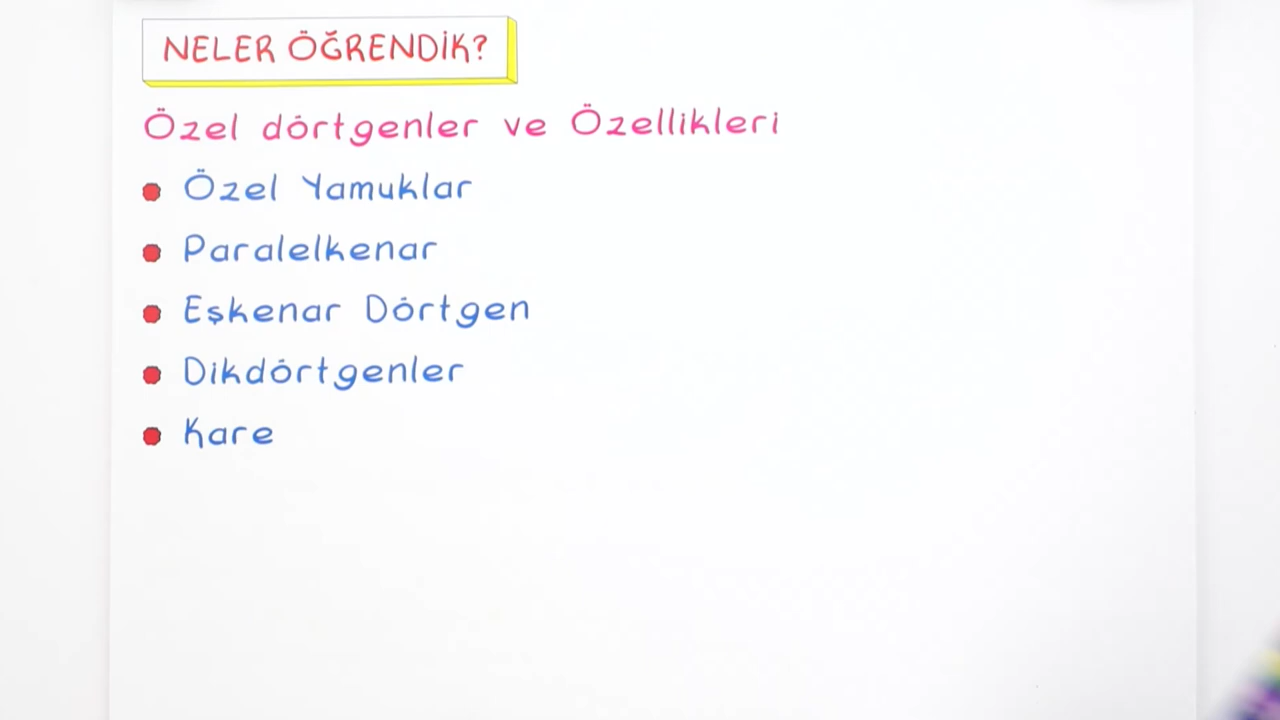 NELER ÖĞRENDİK?
Özel dörtgenler ve Özellikleri
Özel Yamuklar
Paralelkenar
Eşkenar Dörtgen
Dikdörtgenler
Kare